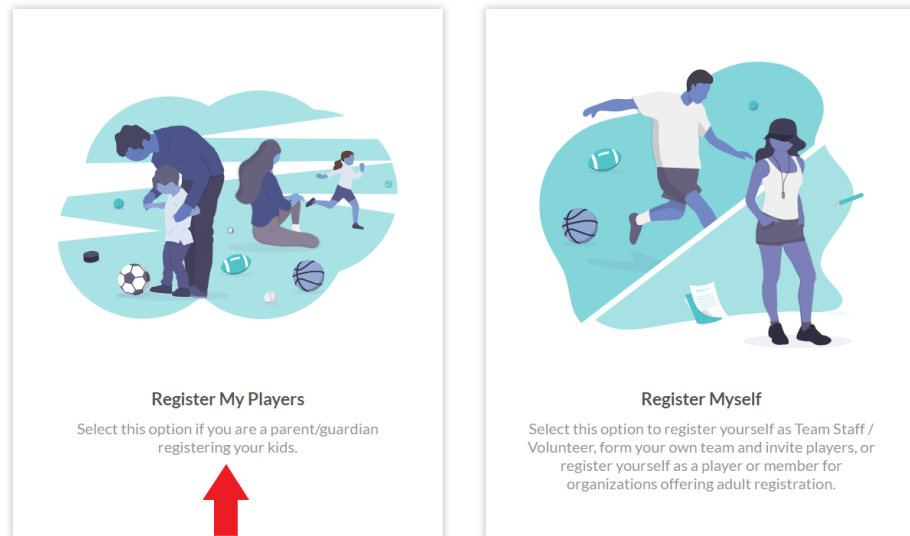 Register My Players
Select this option if you are a parent/guardian
registering your kids.
Register Myself
Select this option to register yourself as Team Staff /
Volunteer, form your own team and invite players, or
register yourself as a player or member for
organizations offering adult registration.